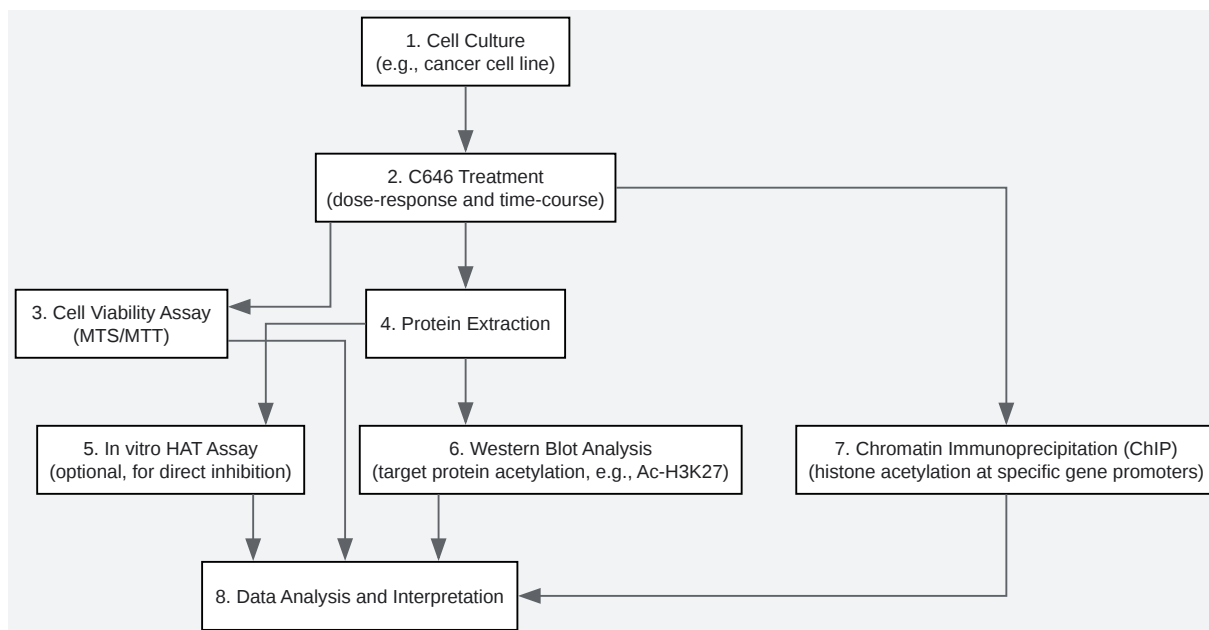 1. Cell Culture
(e.g., cancer cell line)
2. C646 Treatment
(dose-response and time-course)
3. Cell Viability Assay
(MTS/MTT)
4. Protein Extraction
5. In vitro HAT Assay
(optional, for direct inhibition)
6. Western Blot Analysis
(target protein acetylation, e.g., Ac-H3K27)
7. Chromatin Immunoprecipitation (ChIP)
(histone acetylation at specific gene promoters)
8. Data Analysis and Interpretation